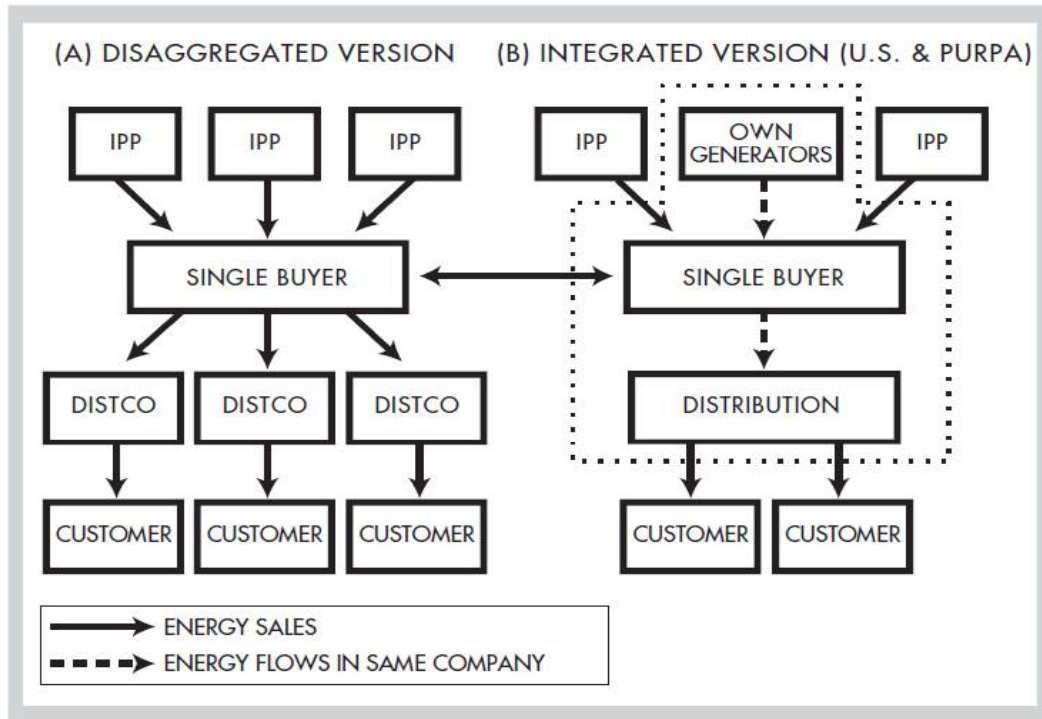 (A) DISAGGREGATED VERSION
IPP
IPP
IPP
SINGLE BUYER
DISTCO
DISTCO
DISTCO
CUSTOMER
CUSTOMER
CUSTOMER
(B) INTEGRATED VERSION (U.S. & PURPA)
IPP
OWN
GENERATORS
IPP
SINGLE BUYER
DISTRIBUTION
CUSTOMER
CUSTOMER
ENERGY SALES
ENERGY FLOWS IN SAME COMPANY